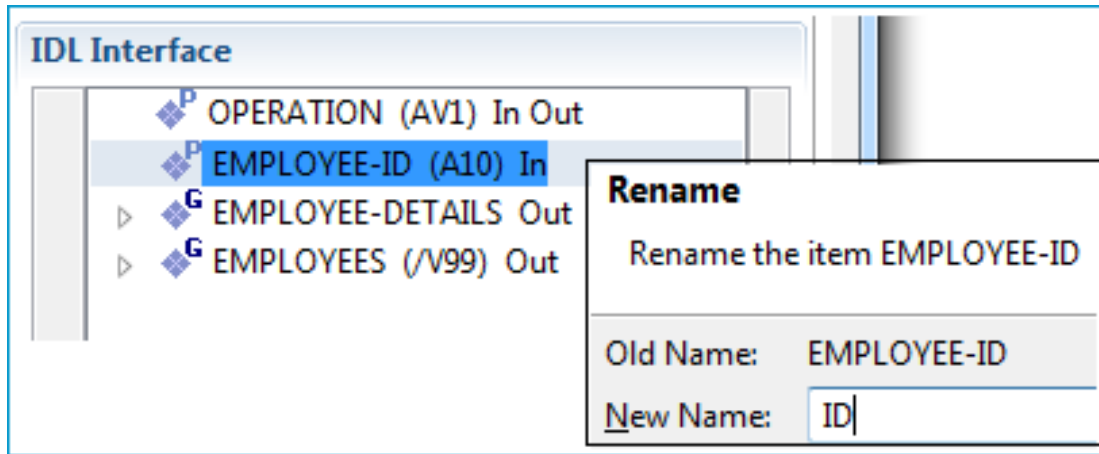 IDL Interface
P OPERATION (AV1) In Out
P EMPLOYEE-ID (A10) In
G EMPLOYEE-DETAILS Out
G EMPLOYEES (/V99) Out
Rename
Rename the item EMPLOYEE-ID
Old Name: EMPLOYEE-ID
New Name: ID